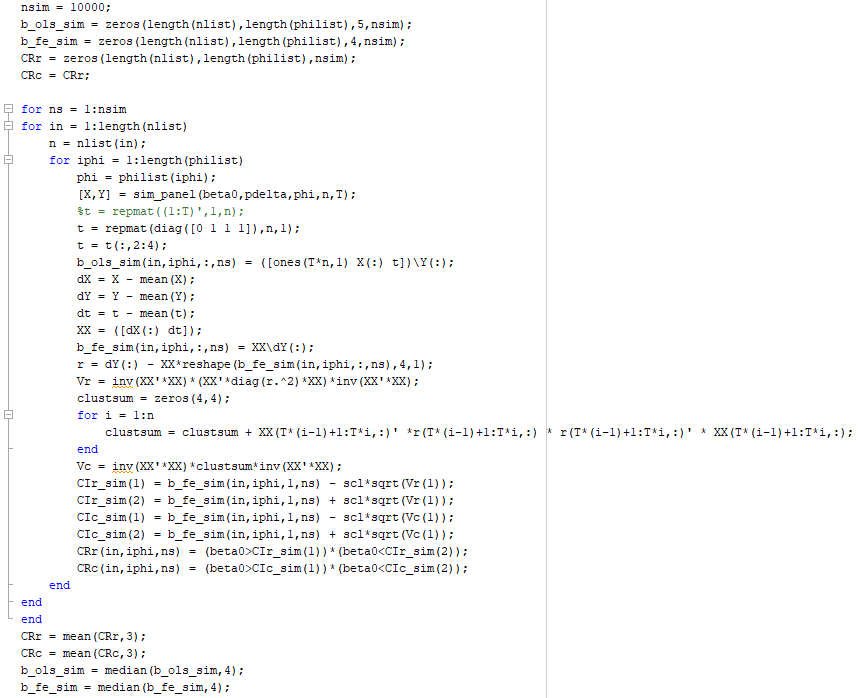 nsim = 10000;
b_ols_sim = zeros(length(nlist),length(philist),5,nsim);
b_fe_sim = zeros(length(nlist),length(philist),4,nsim);
CRr = zeros(length(nlist),length(philist),nsim);
CRc = CRr;
for ns = 1:nsim
for in = 1:length(nlist)
n = nlist(in);
for iphi = 1:length(philist)
phi = philist(iphi);
[X,Y] = sim_panel(beta0,pdelta,phi,n,T);
%t = repmat((1:T)',1,n);
t = repmat(diag([0 1 1 1]),n,1);
t = t(:,2:4);
b_ols_sim(in,iphi,:,ns) = ([ones(T*n,1) X(:) t])\Y(:);
dX = X - mean(X);
dY = Y - mean(Y);
dt = t - mean(t);
XX = ([dX(:) dt]);
b_fe_sim(in,iphi,:,ns) = XX\dY(:);
r = dY(:) - XX*reshape(b_fe_sim(in,iphi,:,ns),4,1);
Vr = inv(XX'*XX)*(XX'*diag(r.^2)*XX)*inv(XX'*XX);
clustsum = zeros(4,4);
for i = 1:n
clustsum = clustsum + XX(T*(i-1)+1:T*i,:)' *r(T*(i-1)+1:T*i,:) * r(T*(i-1)+1:T*i,:)' * XX(T*(i-1)+1:T*i,:);
end
Vc = inv(XX'*XX)*clustsum*inv(XX'*XX);
CIr_sim(1) = b_fe_sim(in,iphi,1,ns) - scl*sqrt(Vr(1));
CIr_sim(2) = b_fe_sim(in,iphi,1,ns) + scl*sqrt(Vr(1));
CIc_sim(1) = b_fe_sim(in,iphi,1,ns) - scl*sqrt(Vc(1));
CIc_sim(2) = b_fe_sim(in,iphi,1,ns) + scl*sqrt(Vc(1));
CRr(in,iphi,ns) = (beta0>CIr_sim(1))*(beta0<CIr_sim(2));
CRc(in,iphi,ns) = (beta0>CIc_sim(1))*(beta0<CIc_sim(2));
end
end
end
CRr = mean(CRr,3);
CRc = mean(CRc,3);
b_ols_sim = median(b_ols_sim,4);
b_fe_sim = median(b_fe_sim,4);